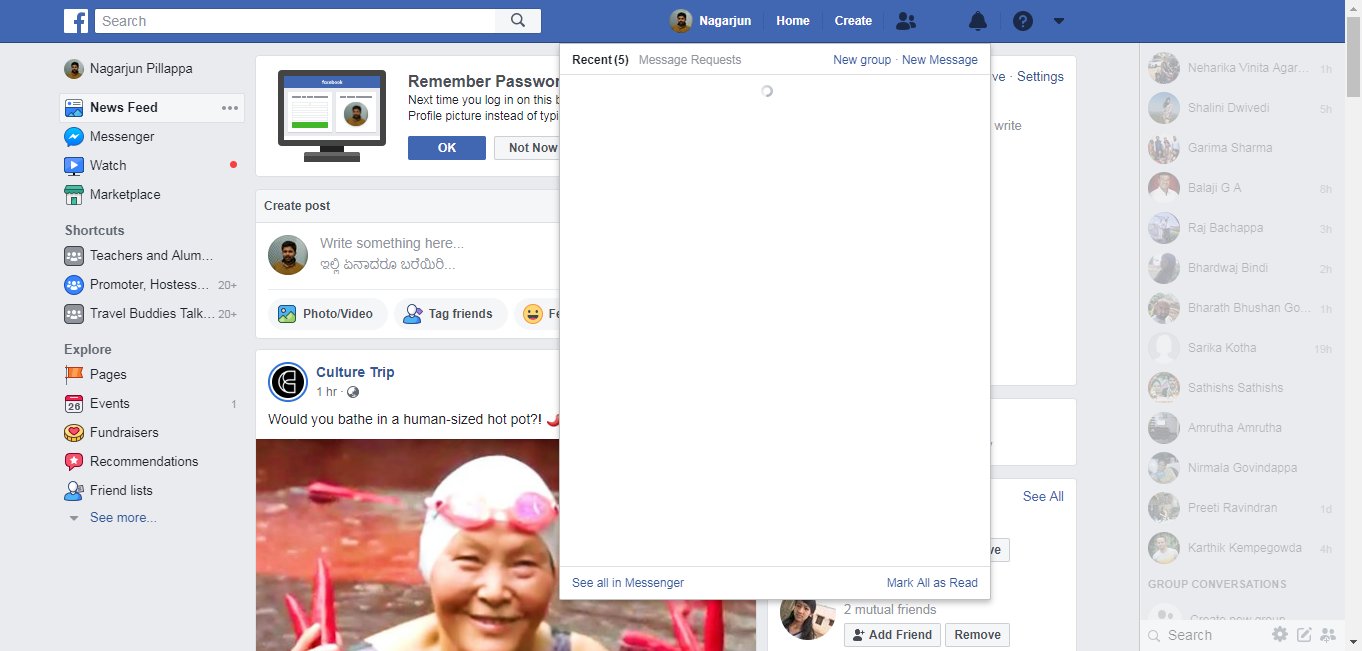 Search
Nagarjun
Home
Create
Nagarjun Pillappa
News Feed
Messenger
Watch
Marketplace
Shortcuts
Teachers and Alum...
Promoter, Hostess... 20+
Travel Buddies Talk... 20+
Explore
Pages
26 Events 1
Fundraisers
Recommendations
Friend lists
See more...
facebook
Remember Passwor
Next time you log in on this b
Profile picture instead of typi
OK
Not Now
Create post
Write something here...
ಇಲ್ಲಿ ಏನಾದರೂ ಬರೆಯಿರಿ...
Photo/Video
Tag friends
Fe
Culture Trip
1 hr ·
Would you bathe in a human-sized hot pot?!
Recent (5) Message Requests New group · New Message
See all in Messenger Mark All as Read
ve · Settings
write
See All
ve
2 mutual friends
Add Friend
Remove
Neharika Vinita Agar... 1h
Shalini Dwivedi 5h
Garima Sharma
Balaji G A 8h
Raj Bachappa 3h
Bhardwaj Bindi 2h
Bharath Bhushan Go... 1h
Sarika Kotha 19h
Sathishs Sathishs
Amrutha Amrutha
Nirmala Govindappa
Preeti Ravindran 1d
Karthik Kempegowda 4h
GROUP CONVERSATIONS
Create new group
Search